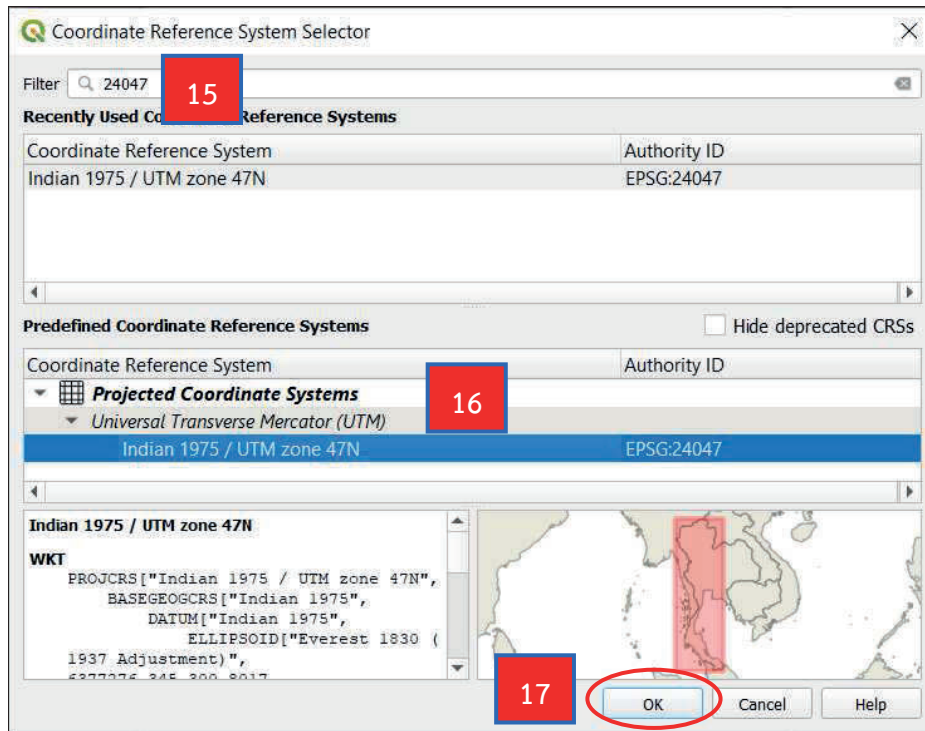 Coordinate Reference System Selector
Filter 24047
15
Recently Used Co Reference Systems
Coordinate Reference System Authority ID
Indian 1975 / UTM zone 47N EPSG:24047
Predefined Coordinate Reference Systems Hide deprecated CRSs
Coordinate Reference System Authority ID
16
Projected Coordinate Systems
Universal Transverse Mercator (UTM)
Indian 1975 / UTM zone 47N EPSG:24047
Indian 1975 / UTM zone 47N
WKT
PROJCRS["Indian 1975 / UTM zone 47N",
BASEGEOGCRS["Indian 1975",
DATUM["Indian 1975",
ELLIPSOID["Everest 1830 (
1937 Adjustment)",
17
OK Cancel Help